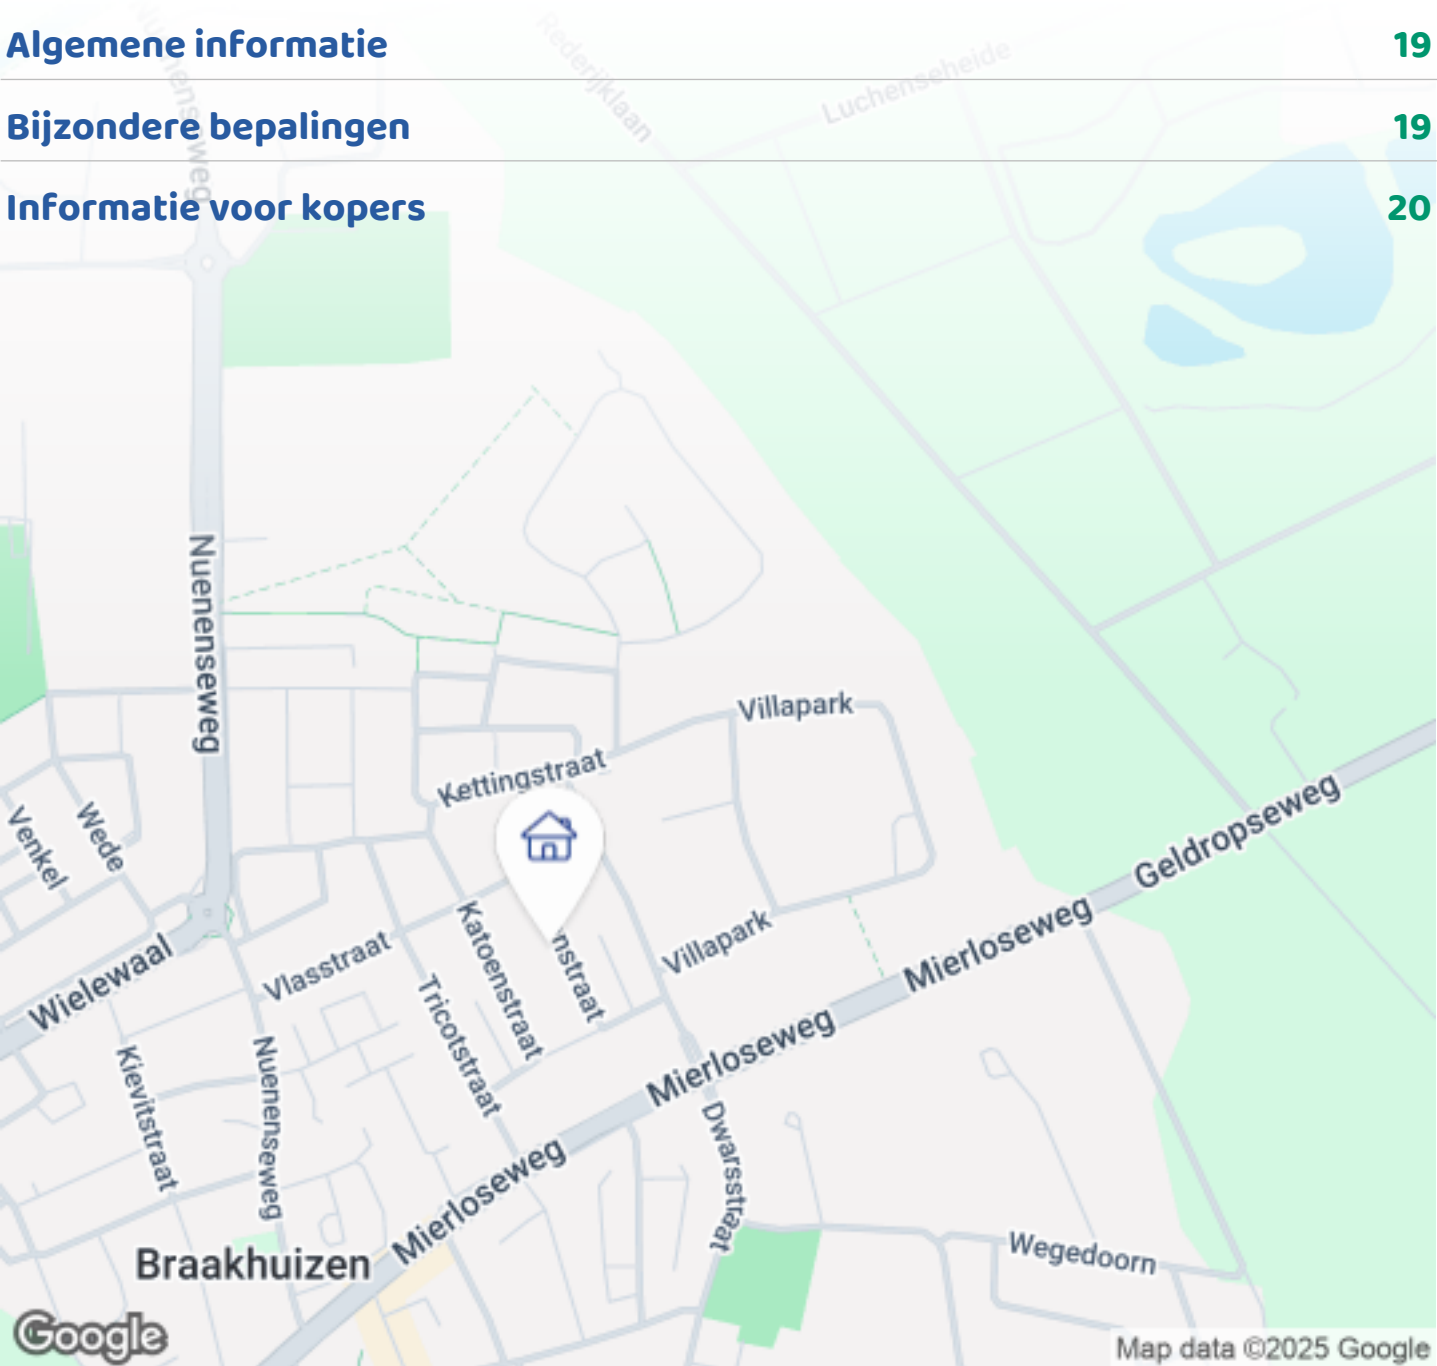 Algemene informatie 19
Bijzondere bepalingen 19
Informatie voor kopers 20
Nuenenseweg
Rederijklaan
Luchenseheide
Nuenenseweg
Villapark
Kettingstraat
Geldropseweg
Venkel
Wede
Katoenstraat
nstraat
Villapark
Mierloseweg
Vlasstraat
Wielewaal
Tricotstraat
Mierloseweg
Kievitstraat
Nuenenseweg
Dwarsstraat
Mierloseweg
Wegedoorn
Braakhuizen
Google
Map data ©2025 Google